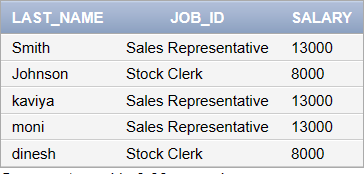 LAST_NAME JOB_ID SALARY
Smith Sales Representative 13000
Johnson Stock Clerk 8000
kaviya Sales Representative 13000
moni Sales Representative 13000
dinesh Stock Clerk 8000